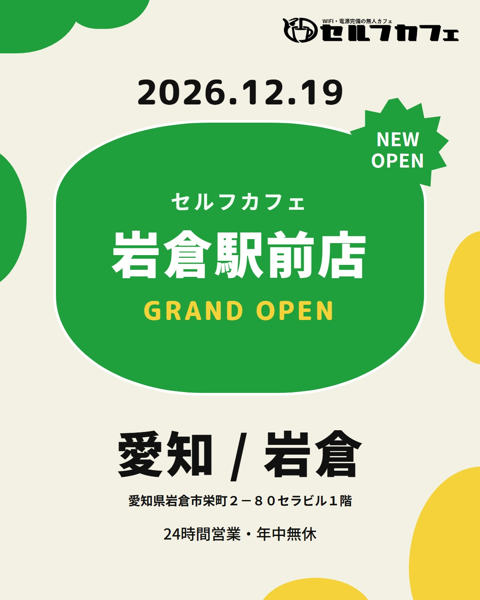 WiFi・電源完備の無人カフェ
セルフカフェ
2026.12.19
NEW
OPEN
セルフカフェ
岩倉駅前店
GRAND OPEN
愛知 / 岩倉
愛知県岩倉市栄町２－８０セラビル１階
24時間営業・年中無休